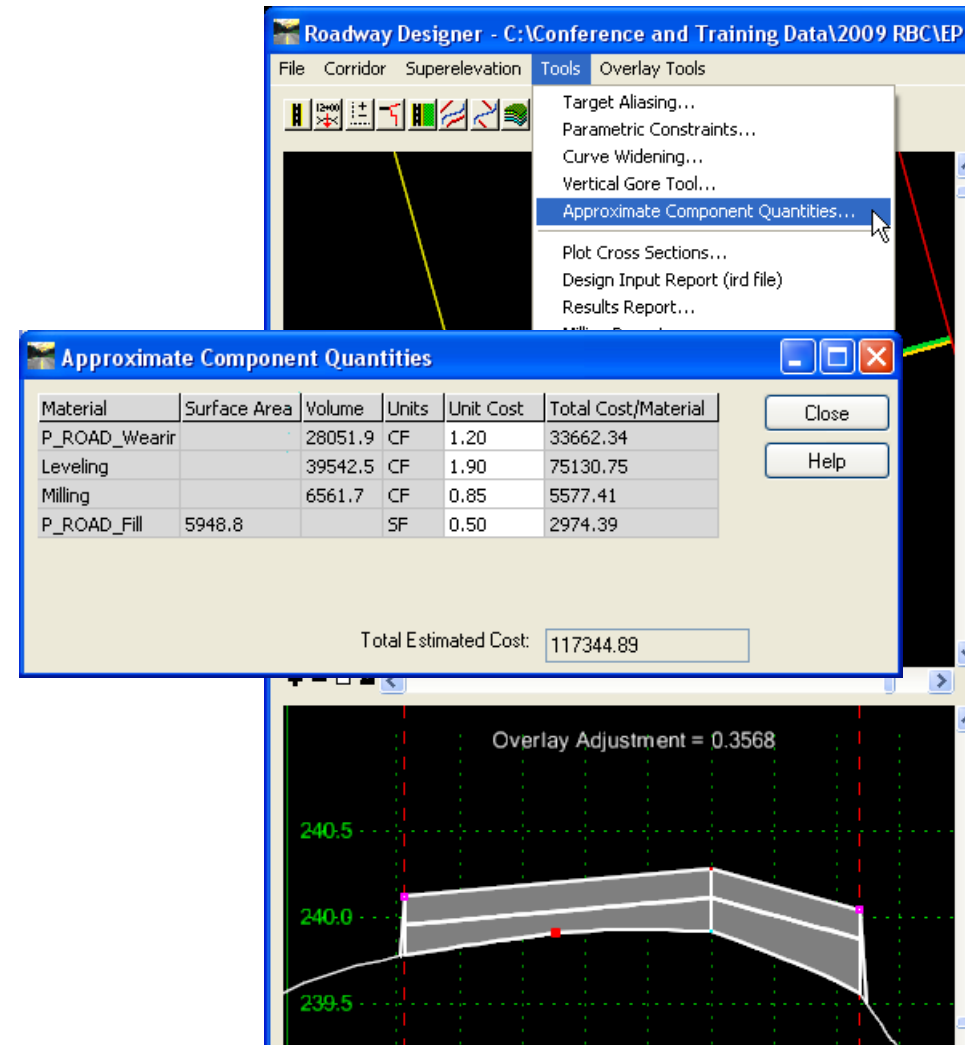 Roadway Designer - C:\Conference and Training Data\2009 RBC\EP
File Corridor Superelevation Tools Overlay Tools
12+00
Target Aliasing...
Parametric Constraints...
Curve Widening...
Vertical Gore Tool...
Approximate Component Quantities...
Plot Cross Sections...
Design Input Report (ird file)
Results Report...
Approximate Component Quantities
Material Surface Area Volume Units Unit Cost Total Cost/Material
P_ROAD_Wearin 28051.9 CF 1.20 33662.34
Leveling 39542.5 CF 1.90 75130.75
Milling 6561.7 CF 0.85 5577.41
P_ROAD_Fill 5948.8 SF 0.50 2974.39
Close
Help
Total Estimated Cost: 117344.89
Overlay Adjustment = 0.3568
240.5
240.0
239.5